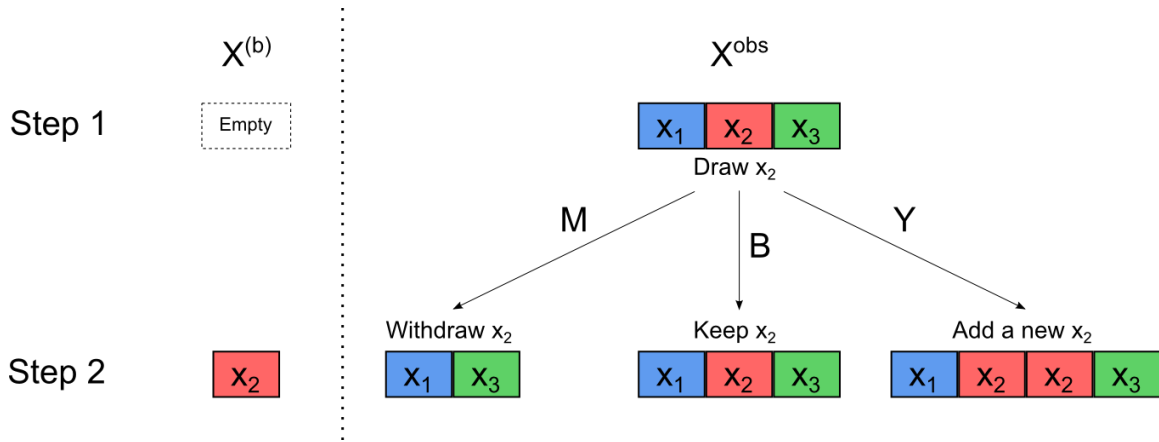 X^(b) X^obs
Step 1 Empty x₁ x₂ x₃
Draw x₂
M B Y
Withdraw x₂ Keep x₂ Add a new x₂
Step 2 x₂ x₁ x₃ x₁ x₂ x₃ x₁ x₂ x₂ x₃